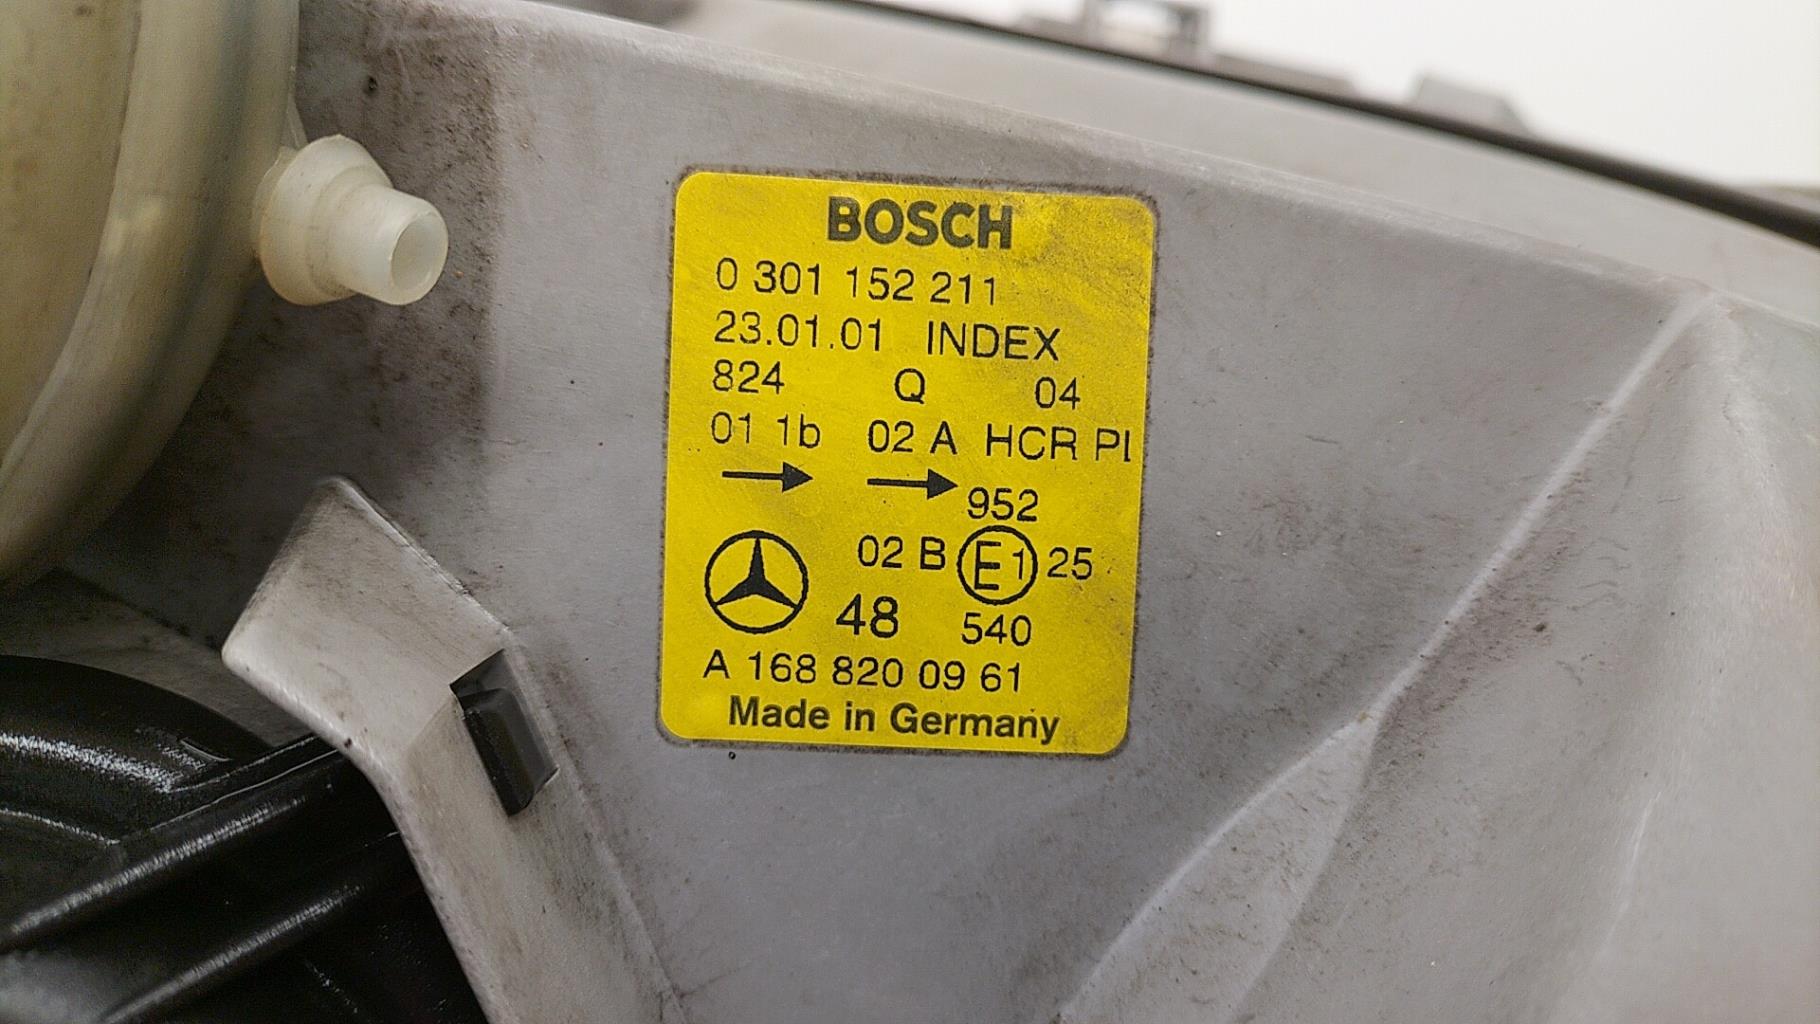 BOSCH
0 301 152 211
23.01.01 INDEX
824 Q 04
01 1b 02 A HCR PL
952
02 B E1 25
48 540
A 168 820 09 61
Made in Germany